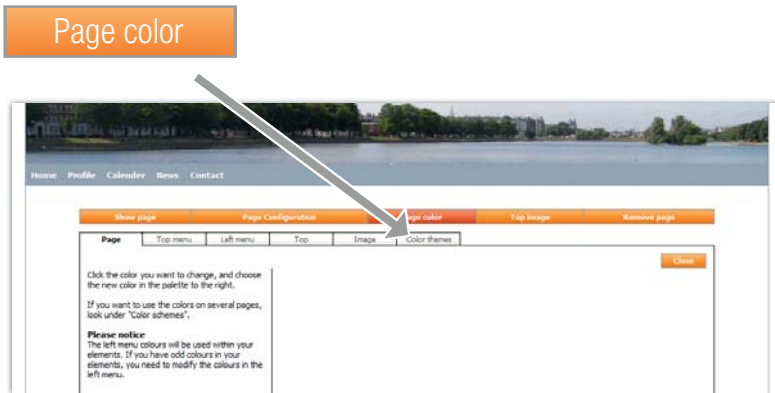 Page color
Home Profile Calender News Contact
Show page Page Configuration Page color Top image Remove page
Page Top menu Left menu Top Image Color themes
Close
Click the color you want to change, and choose
the new color in the palette to the right.
If you want to use the colors on several pages,
look under "Color schemes".
Please notice
The left menu colours will be used within your
elements. If you have odd colours in your
elements, you need to modify the colours in the
left menu.